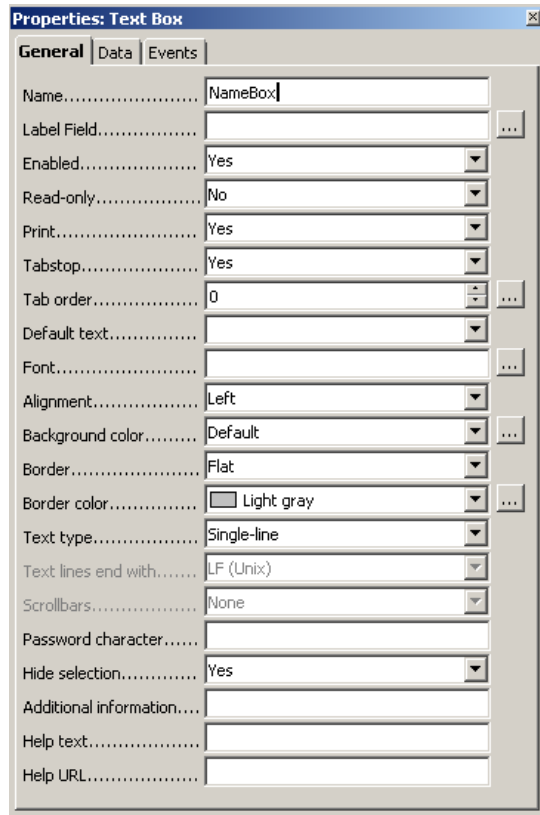 Properties: Text Box
General Data Events
Name...................... NameBox
Label Field................. ...
Enabled.................... Yes
Read-only................. No
Print........................ Yes
Tabstop.................... Yes
Tab order.................. 0 ...
Default text...............
Font......................... ...
Alignment.................. Left
Background color......... Default ...
Border...................... Flat
Border color............... Light gray ...
Text type.................. Single-line
Text lines end with....... LF (Unix)
Scrollbars.................. None
Password character......
Hide selection............. Yes
Additional information....
Help text...................
Help URL...................